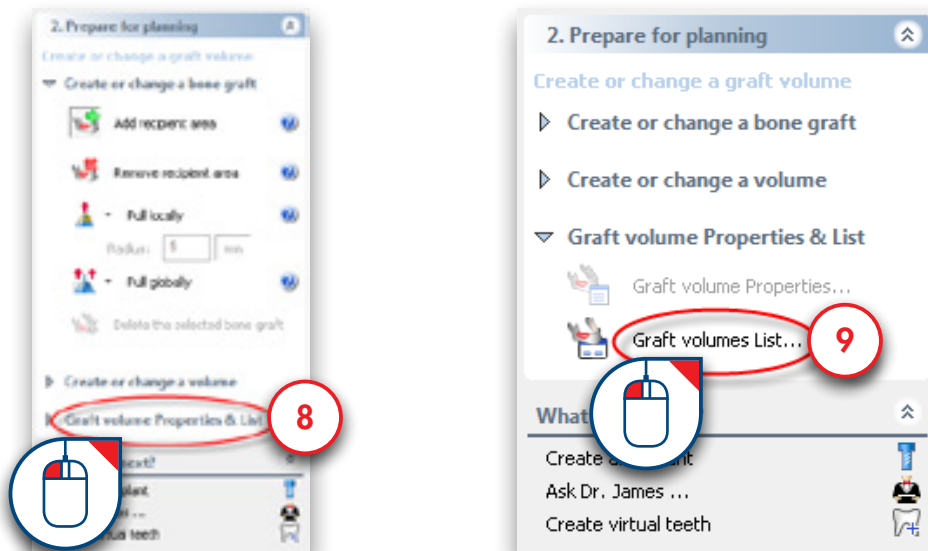 2. Prepare for planning
Create or change a graft volume
Create or change a bone graft
Add recipient area
Remove recipient area
Pull locally
Radius: 5 mm
Pull globally
Delete the selected bone graft
Create or change a volume
Graft volume Properties & List
8
next?
plant
...
tual teeth
2. Prepare for planning
Create or change a graft volume
Create or change a bone graft
Create or change a volume
Graft volume Properties & List
Graft volume Properties...
Graft volumes List...
9
What
Create a
Ask Dr. James ...
Create virtual teeth